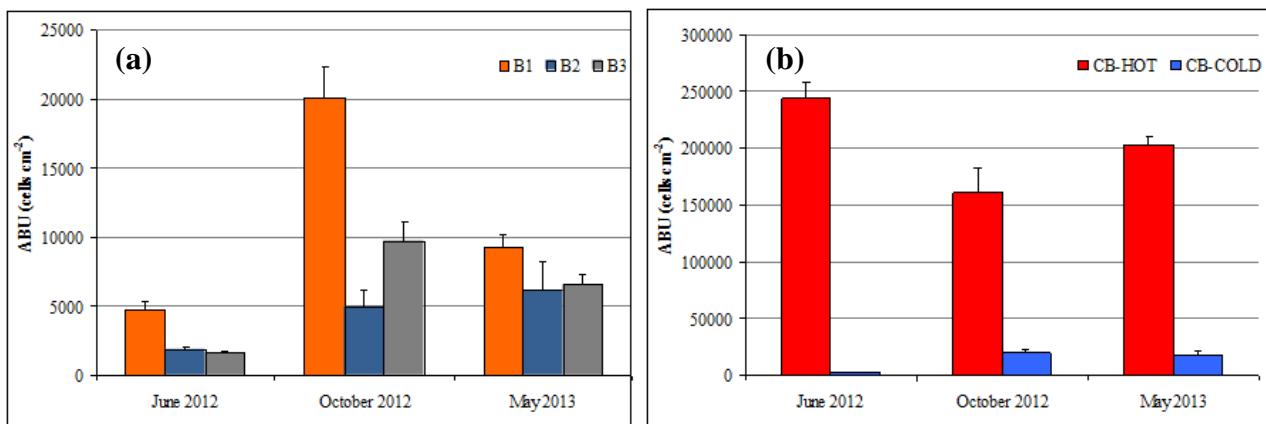 (a)
B1 B2 B3
ABU (cells cm⁻²)
25000
20000
15000
10000
5000
0
June 2012
October 2012
May 2013
(b)
CB-HOT CB-COLD
ABU (cells cm⁻²)
300000
250000
200000
150000
100000
50000
0
June 2012
October 2012
May 2013